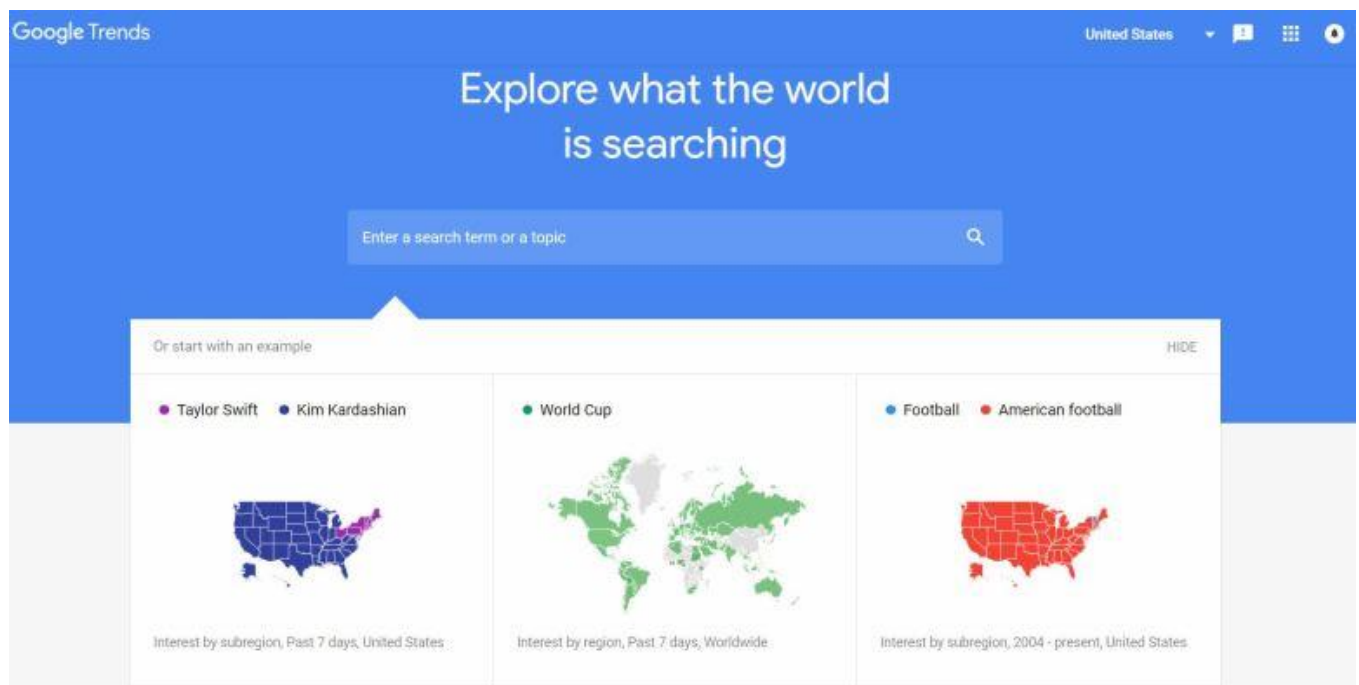 Google Trends
United States
Explore what the world
is searching
Enter a search term or a topic
Or start with an example
HIDE
Taylor Swift Kim Kardashian
World Cup
Football American football
Interest by subregion, Past 7 days, United States
Interest by region, Past 7 days, Worldwide
Interest by subregion, 2004 - present, United States